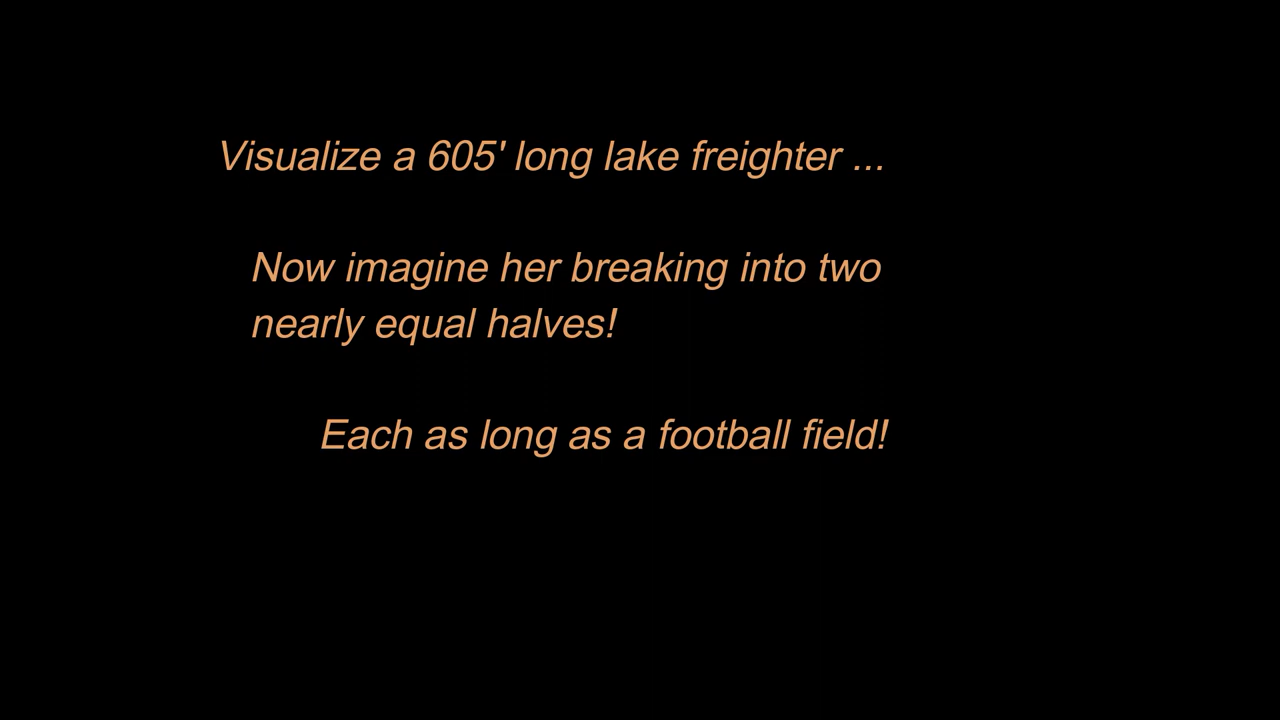 Visualize a 605' long lake freighter ...
Now imagine her breaking into two
nearly equal halves!
Each as long as a football field!